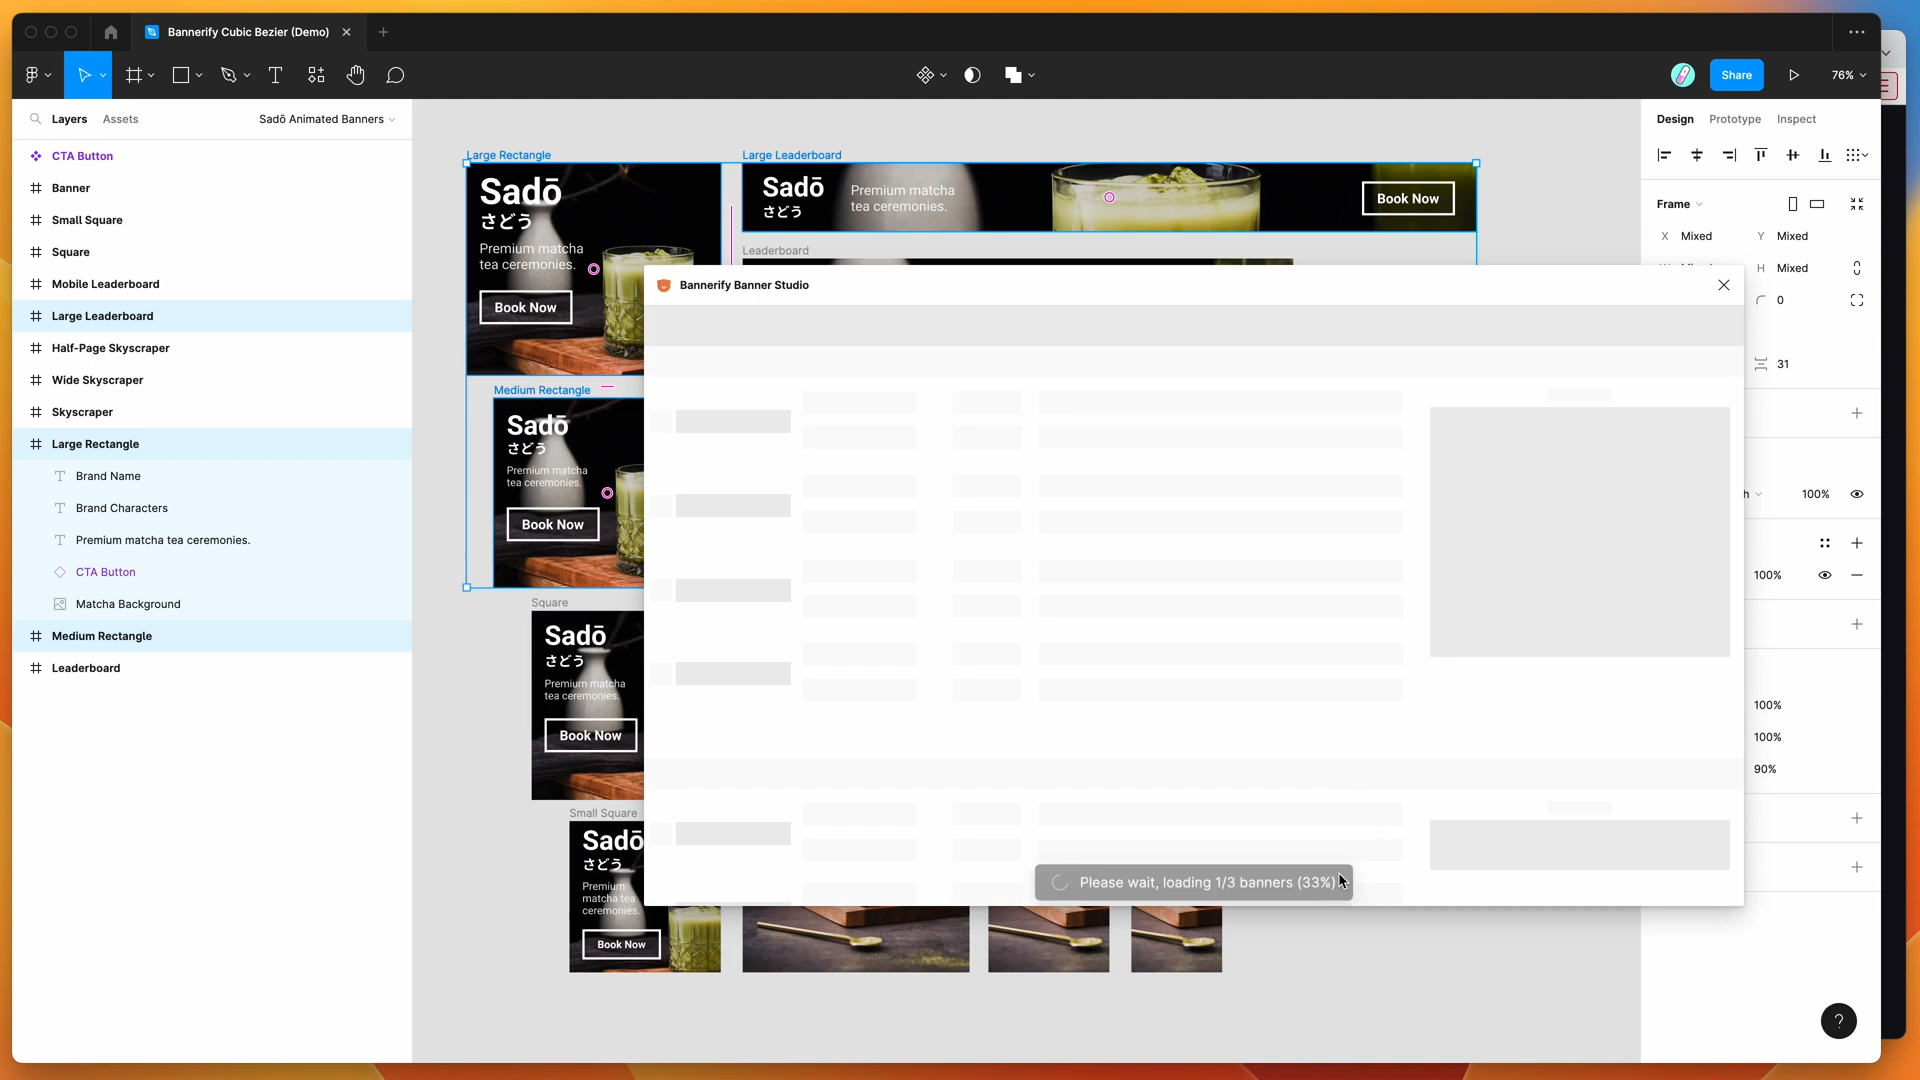 Bannerify Cubic Bezier (Demo)
Share
76%
Layers
Assets
Sadō Animated Banners
CTA Button
Banner
Small Square
Square
Mobile Leaderboard
Large Leaderboard
Half-Page Skyscraper
Wide Skyscraper
Skyscraper
Large Rectangle
Brand Name
Brand Characters
Premium matcha tea ceremonies.
CTA Button
Matcha Background
Medium Rectangle
Leaderboard
Large Rectangle
Sadō
さどう
Premium matcha
tea ceremonies.
Book Now
Large Leaderboard
Sadō
さどう
Premium matcha
tea ceremonies.
Book Now
Leaderboard
Medium Rectangle
Sadō
さどう
Premium matcha
tea ceremonies.
Book Now
Square
Sadō
さどう
Premium matcha
tea ceremonies.
Book Now
Small Square
Sadō
さどう
Premium
matcha tea
ceremonies.
Book Now
Bannerify Banner Studio
Please wait, loading 1/3 banners (33%)
Design
Prototype
Inspect
Frame
X Mixed
Y Mixed
H Mixed
0
31
100%
100%
100%
100%
90%
?